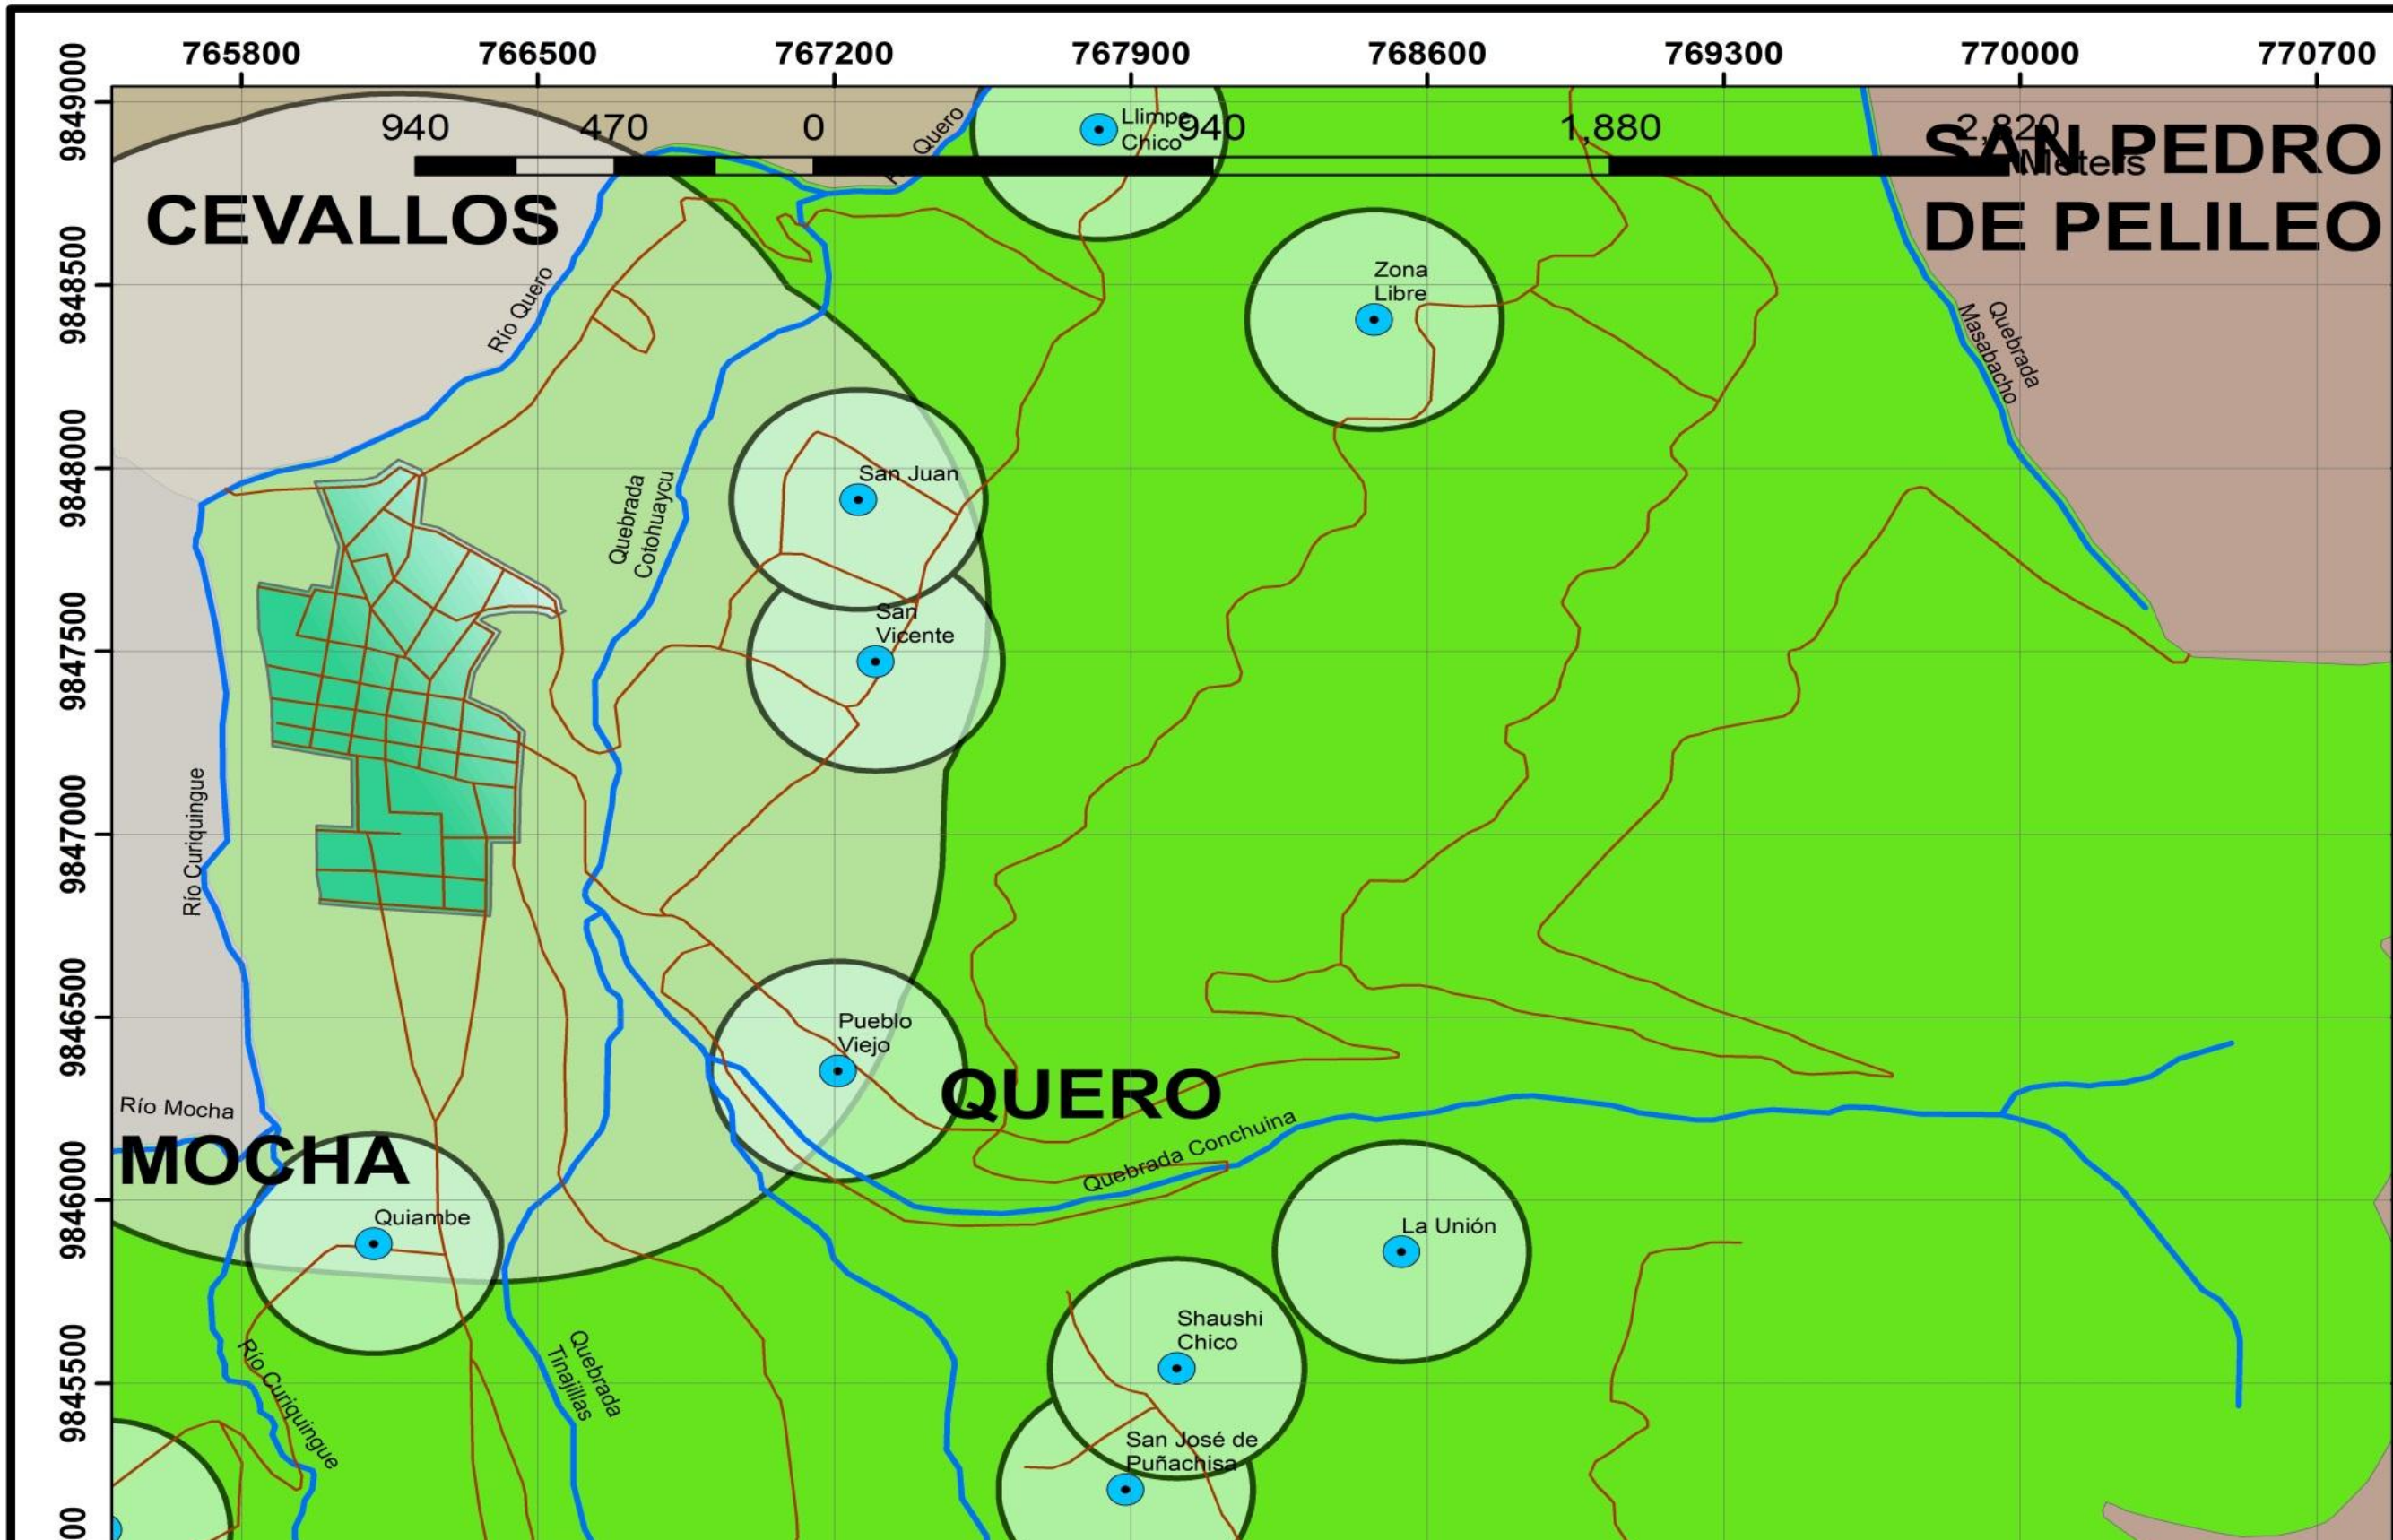 765800 766500 767200 767900 768600 769300 770000 770700
9849000
9848500
9848000
9847500
9847000
9846500
9846000
9845500
00
940 470 0 940 1,880 2,820
Meters
CEVALLOS
SAN PEDRO
DE PELILEO
Quero
Llimpe
Chico
Río Quero
Zona
Libre
Quebrada
Masabacho
San Juan
Quebrada
Cotohuaycu
San
Vicente
Río Curiquingue
Pueblo
Viejo
QUERO
Río Mocha
MOCHA
Quebrada Conchuina
Quiambe
La Unión
Shaushi
Chico
Río Curiquingue
Quebrada
Tinajillas
San José de
Puñachisa